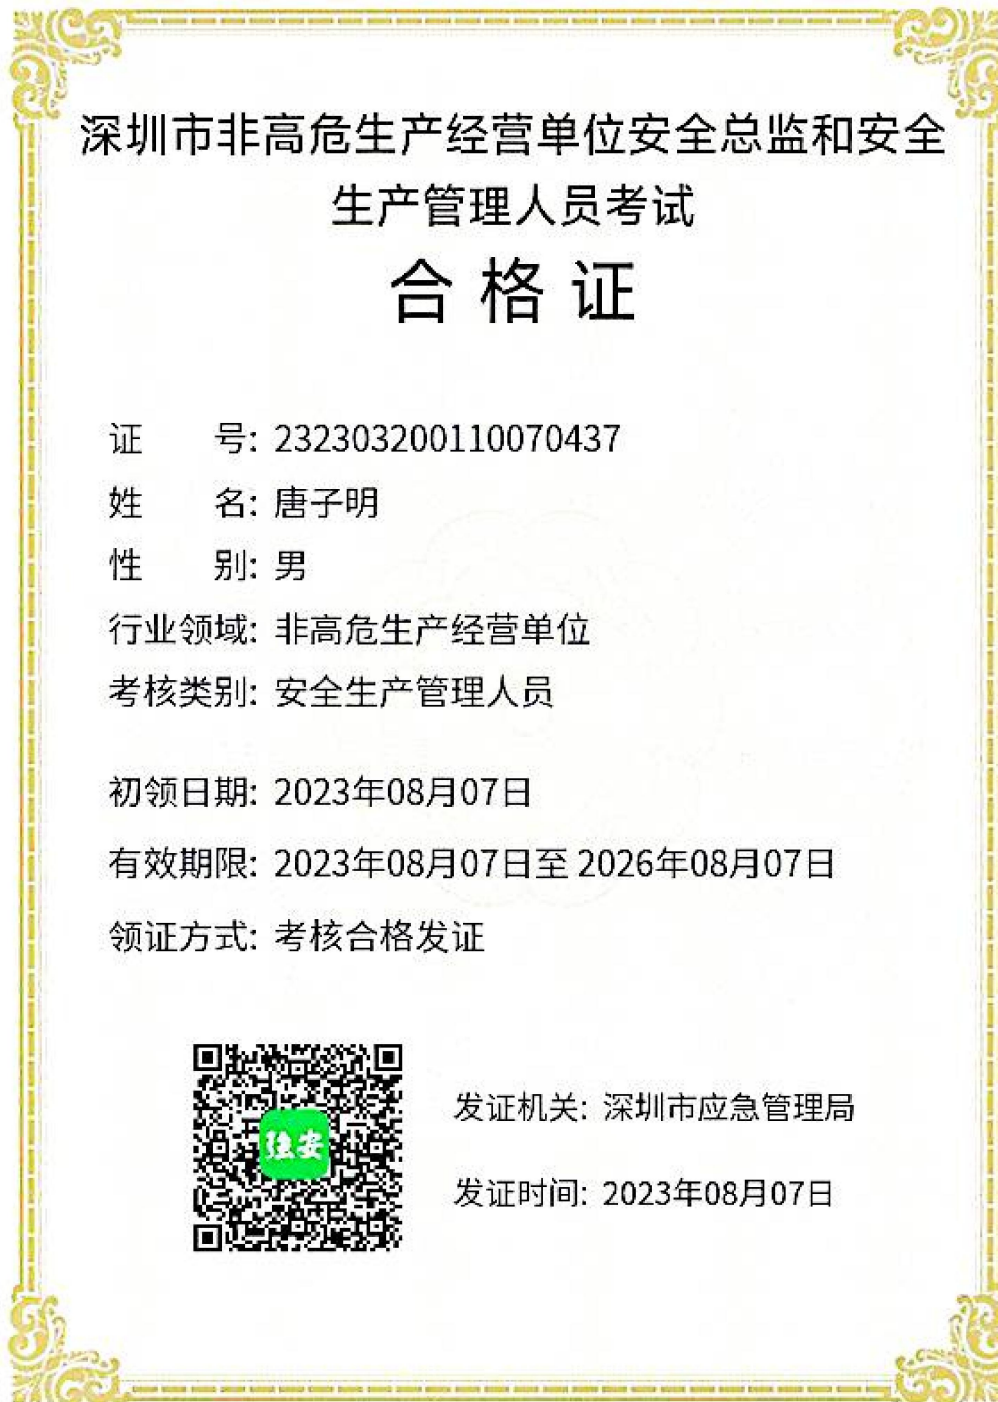 深圳市非高危生产经营单位安全总监和安全
生产管理人员考试
合格证
证 号: 232303200110070437
姓 名: 唐子明
性 别: 男
行业领域: 非高危生产经营单位
考核类别: 安全生产管理人员
初领日期: 2023年08月07日
有效期限: 2023年08月07日至 2026年08月07日
领证方式: 考核合格发证
强安
发证机关: 深圳市应急管理局
发证时间: 2023年08月07日